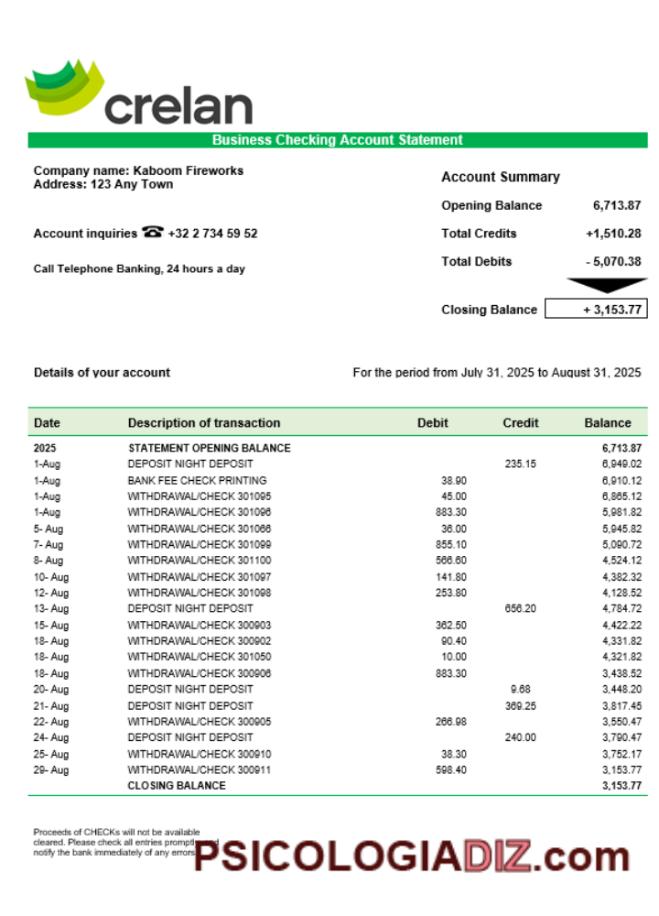 crelan
Business Checking Account Statement
Company name: Kaboom Fireworks
Address: 123 Any Town
Account inquiries ☎ +32 2 734 59 52
Call Telephone Banking, 24 hours a day
Account Summary
Opening Balance 6,713.87
Total Credits +1,510.28
Total Debits - 5,070.38
Closing Balance + 3,153.77
Details of your account For the period from July 31, 2025 to August 31, 2025
Date Description of transaction Debit Credit Balance
2025 STATEMENT OPENING BALANCE 6,713.87
1-Aug DEPOSIT NIGHT DEPOSIT 235.15 6,949.02
1-Aug BANK FEE CHECK PRINTING 38.90 6,910.12
1-Aug WITHDRAWAL/CHECK 301095 45.00 6,865.12
1-Aug WITHDRAWAL/CHECK 301096 883.30 5,981.82
5- Aug WITHDRAWAL/CHECK 301066 36.00 5,945.82
7- Aug WITHDRAWAL/CHECK 301099 855.10 5,090.72
8- Aug WITHDRAWAL/CHECK 301100 566.60 4,524.12
10- Aug WITHDRAWAL/CHECK 301097 141.80 4,382.32
12- Aug WITHDRAWAL/CHECK 301098 253.80 4,128.52
13- Aug DEPOSIT NIGHT DEPOSIT 656.20 4,784.72
15- Aug WITHDRAWAL/CHECK 300903 362.50 4,422.22
18- Aug WITHDRAWAL/CHECK 300902 90.40 4,331.82
18- Aug WITHDRAWAL/CHECK 301050 10.00 4,321.82
18- Aug WITHDRAWAL/CHECK 300906 883.30 3,438.52
20- Aug DEPOSIT NIGHT DEPOSIT 9.68 3,448.20
21- Aug DEPOSIT NIGHT DEPOSIT 369.25 3,817.45
22- Aug WITHDRAWAL/CHECK 300905 266.98 3,550.47
24- Aug DEPOSIT NIGHT DEPOSIT 240.00 3,790.47
25- Aug WITHDRAWAL/CHECK 300910 38.30 3,752.17
29- Aug WITHDRAWAL/CHECK 300911 598.40 3,153.77
CLOSING BALANCE 3,153.77
Proceeds of CHECKs will not be available
cleared. Please check all entries
notify the bank immediately of any errors
PSICOLOGIADIZ.com